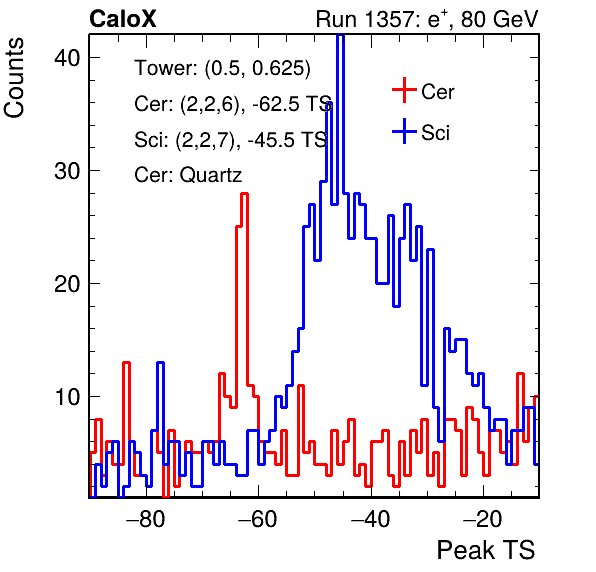 CaloX
Run 1357: e+, 80 GeV
Counts
40
30
20
10
Tower: (0.5, 0.625)
Cer: (2,2,6), -62.5 TS
Sci: (2,2,7), -45.5 TS
Cer: Quartz
Cer
Sci
−80
−60
−40
−20
Peak TS